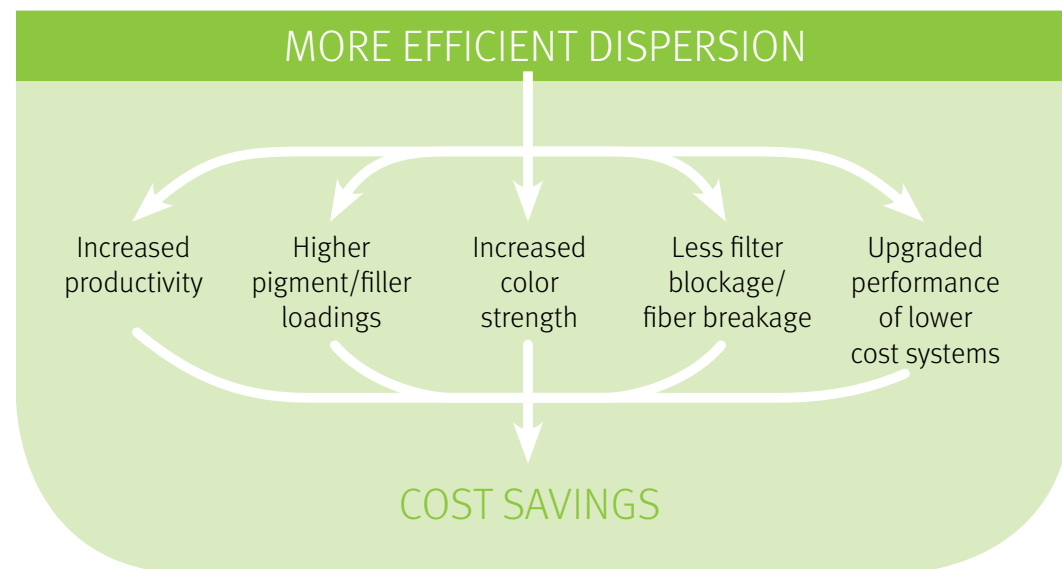 MORE EFFICIENT DISPERSION
Increased
productivity
Higher
pigment/filler
loadings
Increased
color
strength
Less filter
blockage/
fiber breakage
Upgraded
performance
of lower
cost systems
COST SAVINGS